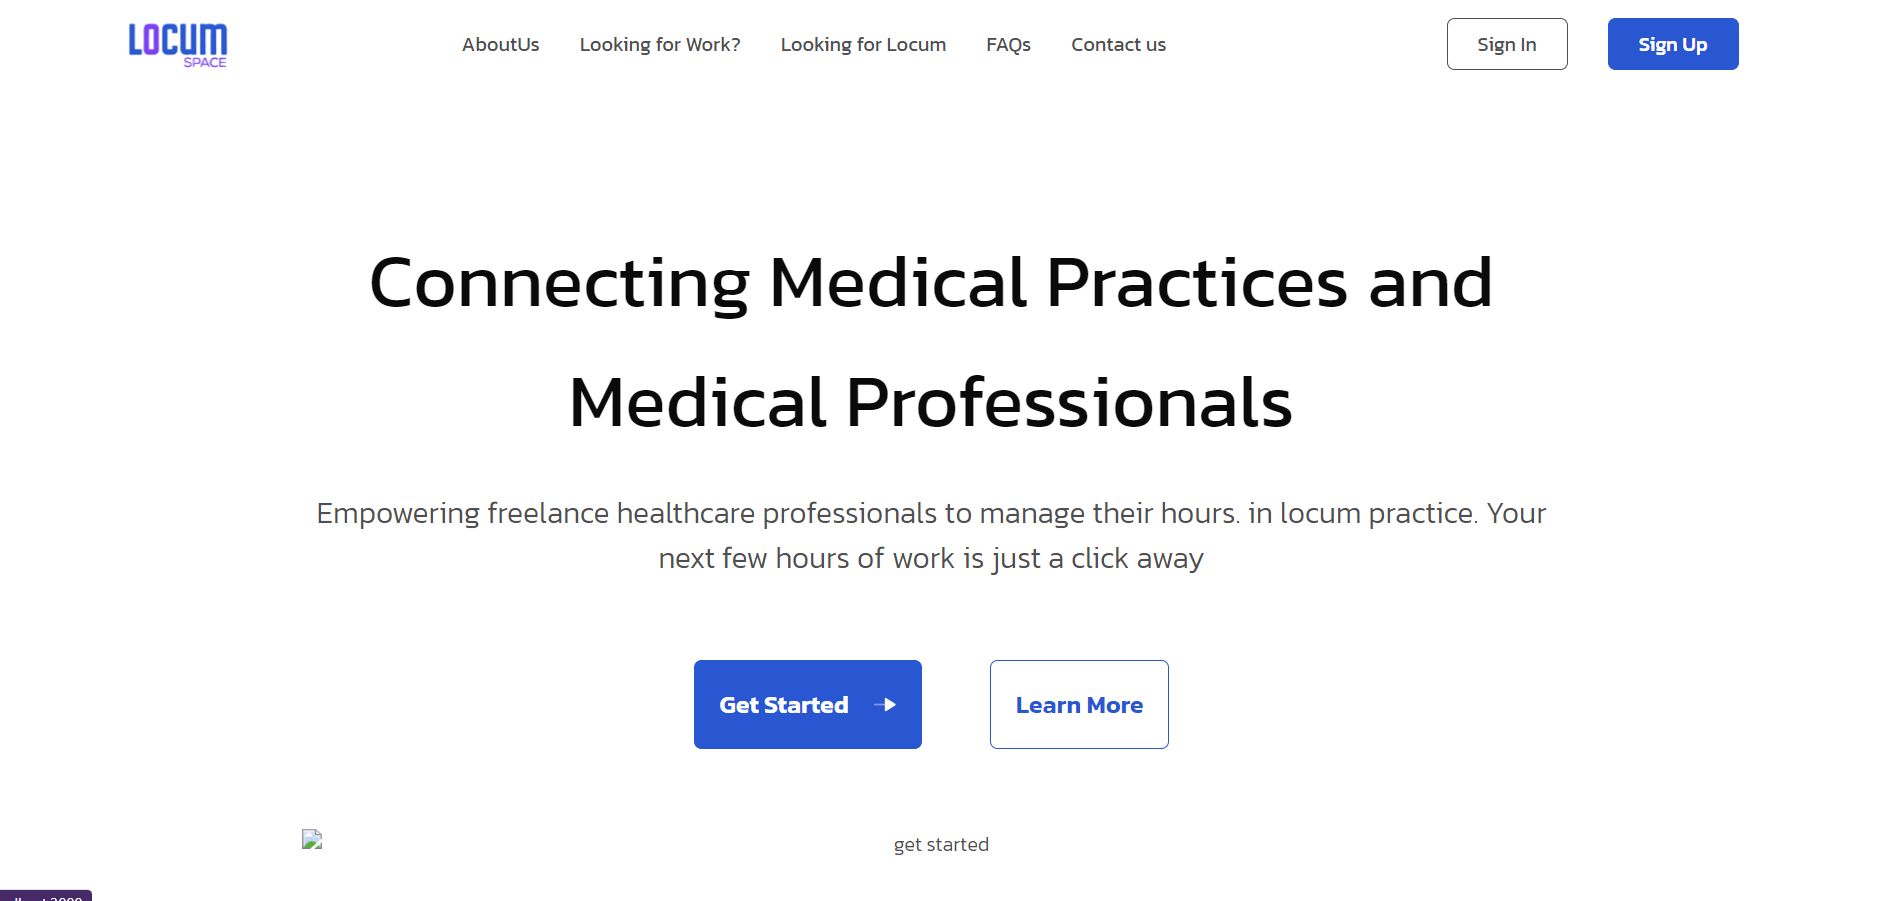 LOCUM
SPACE
AboutUs
Looking for Work?
Looking for Locum
FAQs
Contact us
Sign In
Sign Up
Connecting Medical Practices and
Medical Professionals
Empowering freelance healthcare professionals to manage their hours. in locum practice. Your
next few hours of work is just a click away
Get Started
Learn More
get started